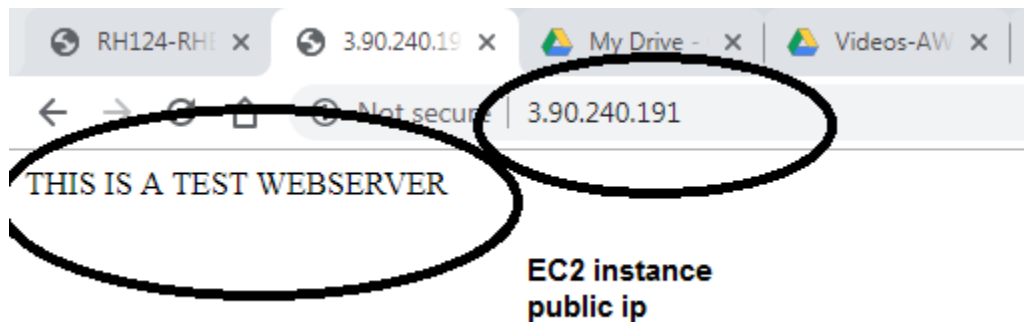 RH124-RHE 3.90.240.19 My Drive - Videos-AW
Not secure 3.90.240.191
THIS IS A TEST WEBSERVER
EC2 instance
public ip